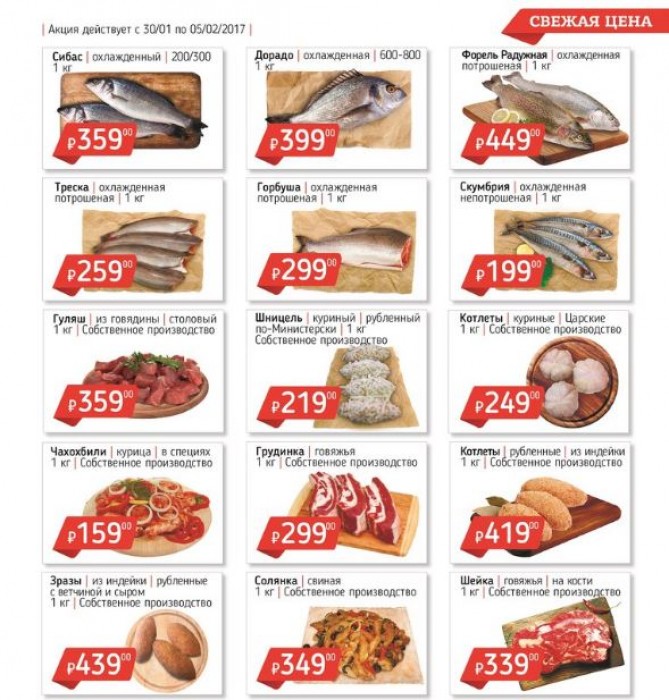 СВЕЖАЯ ЦЕНА
| Акция действует с 30/01 по 05/02/2017 |
Сибас | охлажденный | 200/300
1 кг
₽359⁰⁰
Дорадо | охлажденная | 600-800
1 кг
₽399⁰⁰
Форель Радужная | охлажденная
потрошеная | 1 кг
₽449⁰⁰
Треска | охлажденная
потрошеная | 1 кг
₽259⁰⁰
Горбуша | охлажденная
потрошеная | 1 кг
₽299⁰⁰
Скумбрия | охлажденная
непотрошеная | 1 кг
₽199⁰⁰
Гуляш | из говядины | столовый
1 кг | Собственное производство
₽359⁰⁰
Шницель | куриный | рубленный
по-Министерски | 1 кг
Собственное производство
₽219⁰⁰
Котлеты | куриные | Царские
1 кг | Собственное производство
₽249⁰⁰
Чахохбили | курица | в специях
1 кг | Собственное производство
₽159⁰⁰
Грудинка | говяжья
1 кг | Собственное производство
₽299⁰⁰
Котлеты | рубленные | из индейки
1 кг | Собственное производство
₽419⁰⁰
Зразы | из индейки | рубленные
с ветчиной и сыром
1 кг | Собственное производство
₽439⁰⁰
Солянка | свиная
1 кг | Собственное производство
₽349⁰⁰
Шейка | говяжья | на кости
1 кг | Собственное производство
₽339⁰⁰